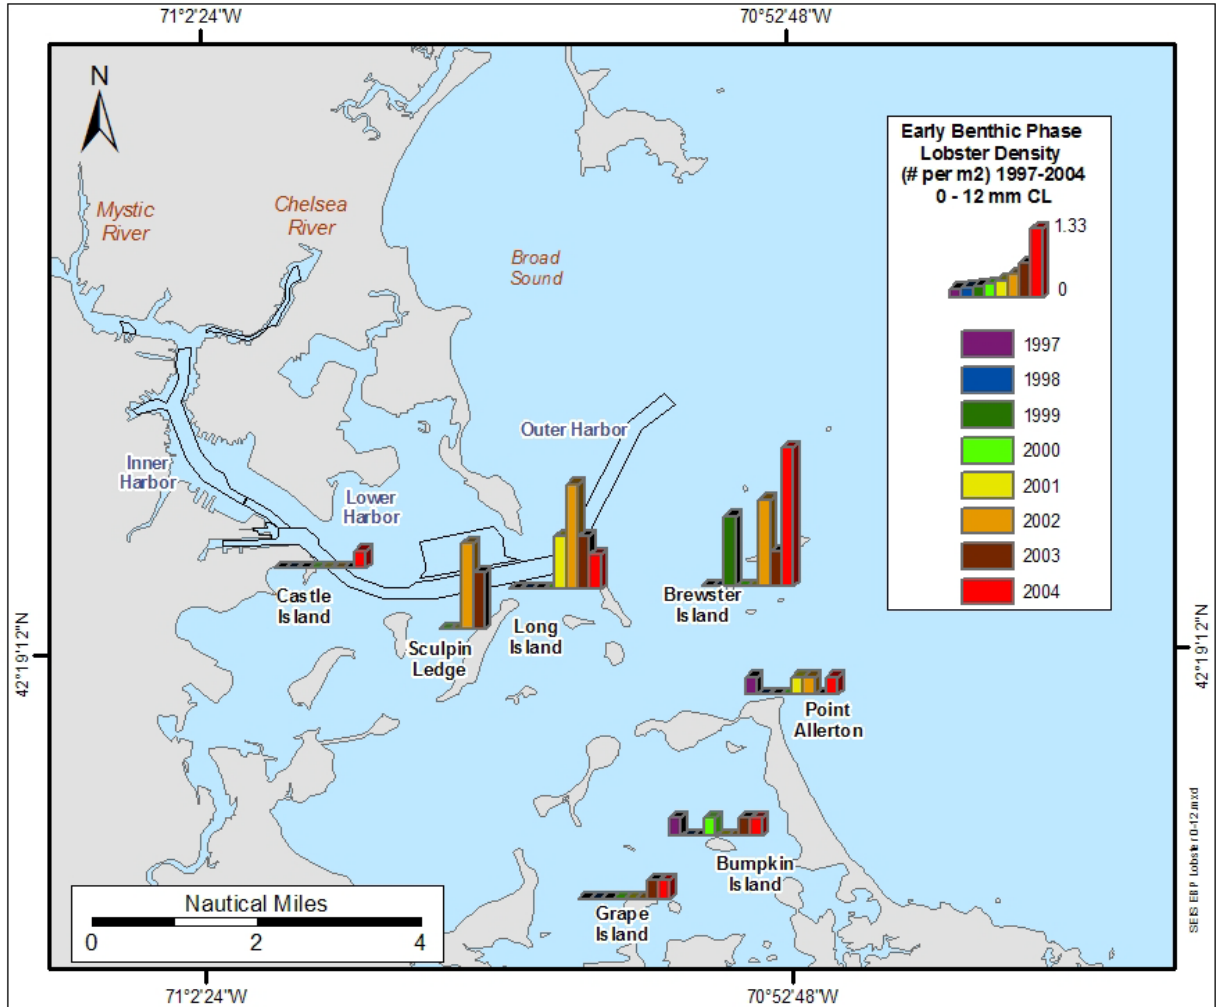 71°2'24"W
70°52'48"W
N
Early Benthic Phase
Lobster Density
(# per m2) 1997-2004
0 - 12 mm CL
1.33
0
1997
1998
1999
2000
2001
2002
2003
2004
Mystic
River
Chelsea
River
Broad
Sound
Outer Harbor
Inner
Harbor
Lower
Harbor
Castle
Island
Sculpin
Ledge
Long
Island
Brewster
Island
Point
Allerton
Bumpkin
Island
Grape
Island
42°19'12"N
42°19'12"N
Nautical Miles
0
2
4
SEIS EBP Lobster0-12.mxd
71°2'24"W
70°52'48"W